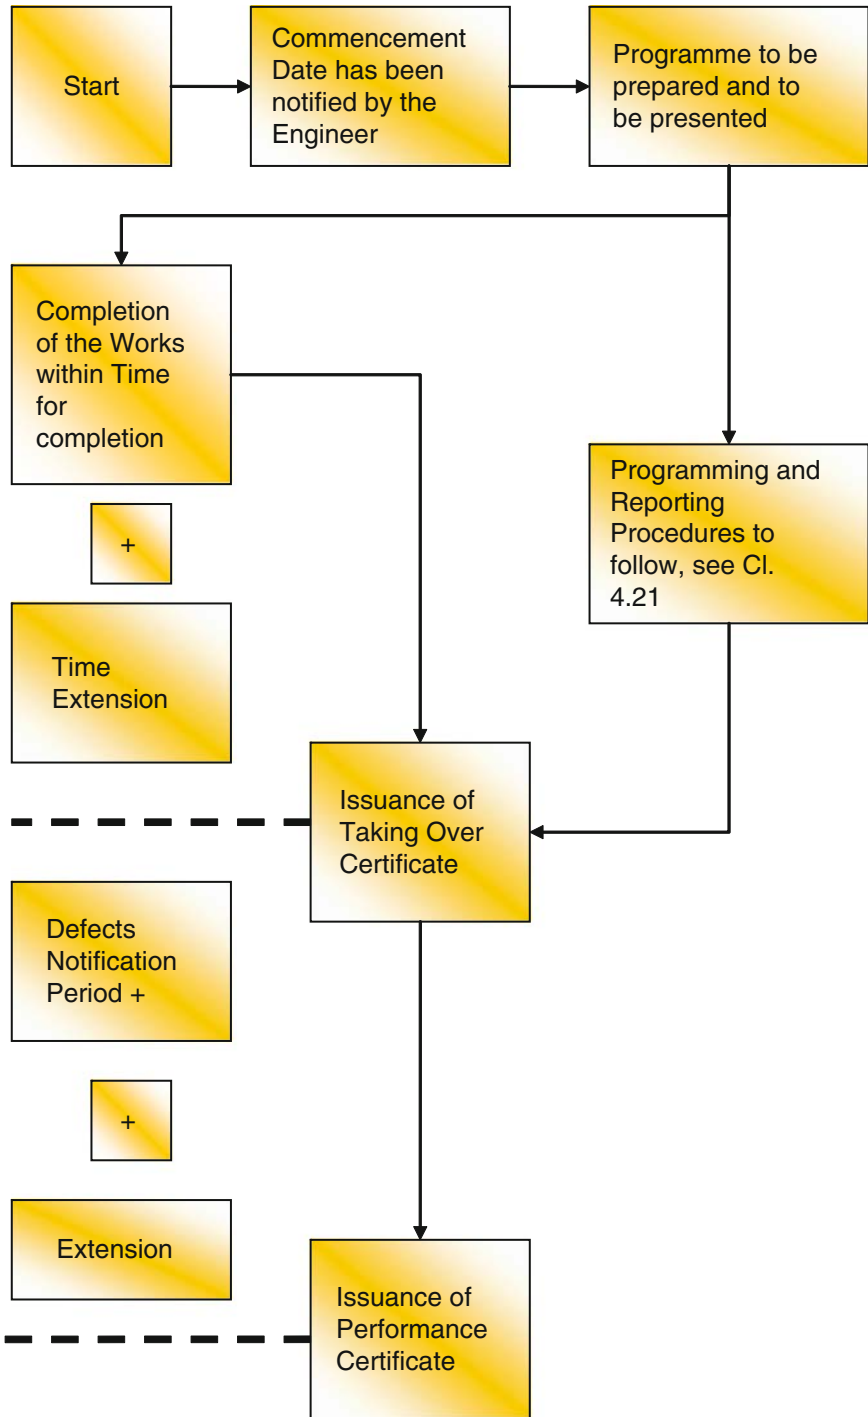 Start
Commencement
Date has been
notified by the
Engineer
Programme to be
prepared and to
be presented
Completion
of the Works
within Time
for
completion
+
Time
Extension
Programming and
Reporting
Procedures to
follow, see Cl.
4.21
Issuance of
Taking Over
Certificate
Defects
Notification
Period +
+
Extension
Issuance of
Performance
Certificate